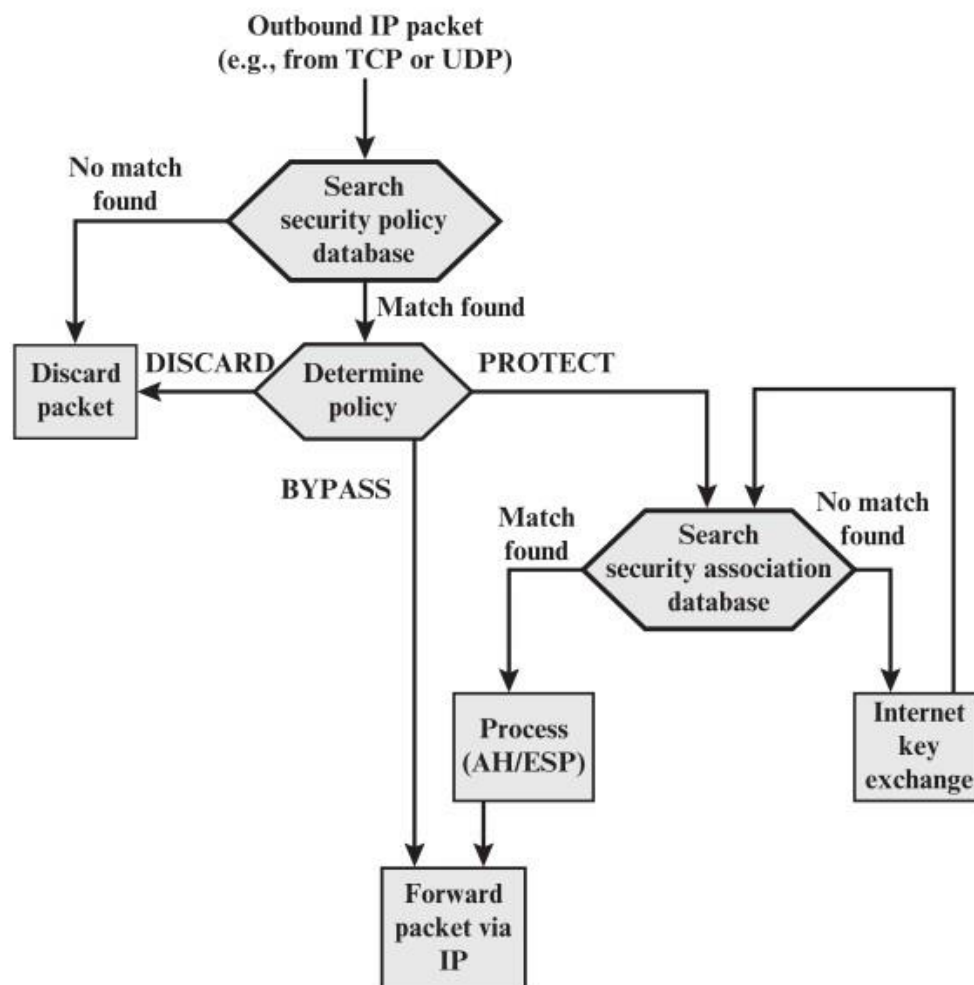 Outbound IP packet
(e.g., from TCP or UDP)
No match
found
Search
security policy
database
Match found
Discard
packet
DISCARD
Determine
policy
PROTECT
BYPASS
Match
found
Search
security association
database
No match
found
Process
(AH/ESP)
Internet
key
exchange
Forward
packet via
IP